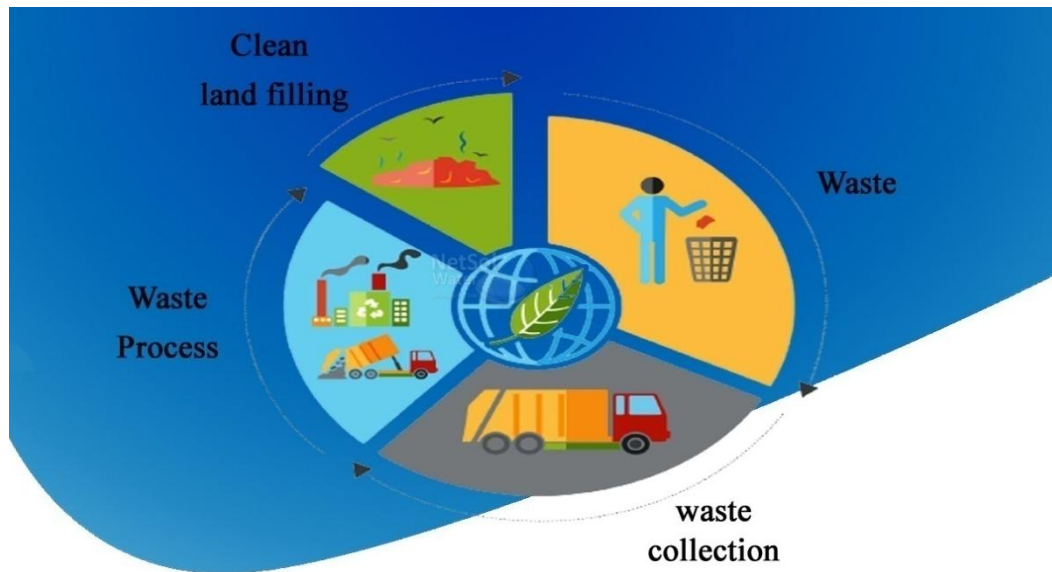 Clean
land filling
Waste
Waste
Process
waste
collection